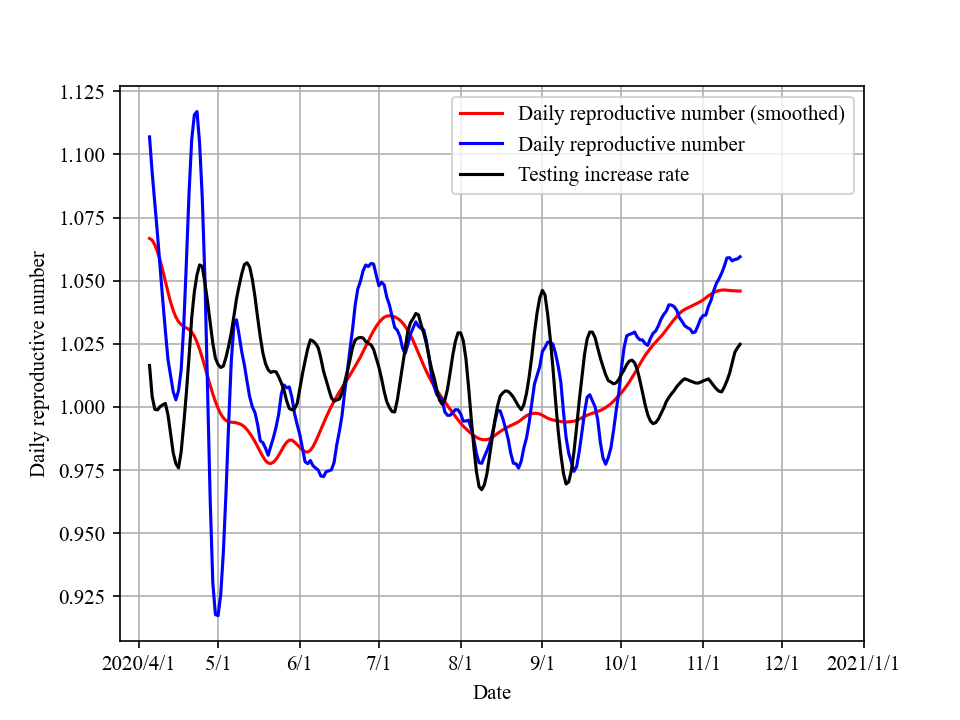 1.125
1.100
1.075
1.050
1.025
1.000
0.975
0.950
0.925
Daily reproductive number
Daily reproductive number (smoothed)
Daily reproductive number
Testing increase rate
2020/4/1 5/1 6/1 7/1 8/1 9/1 10/1 11/1 12/1 2021/1/1
Date